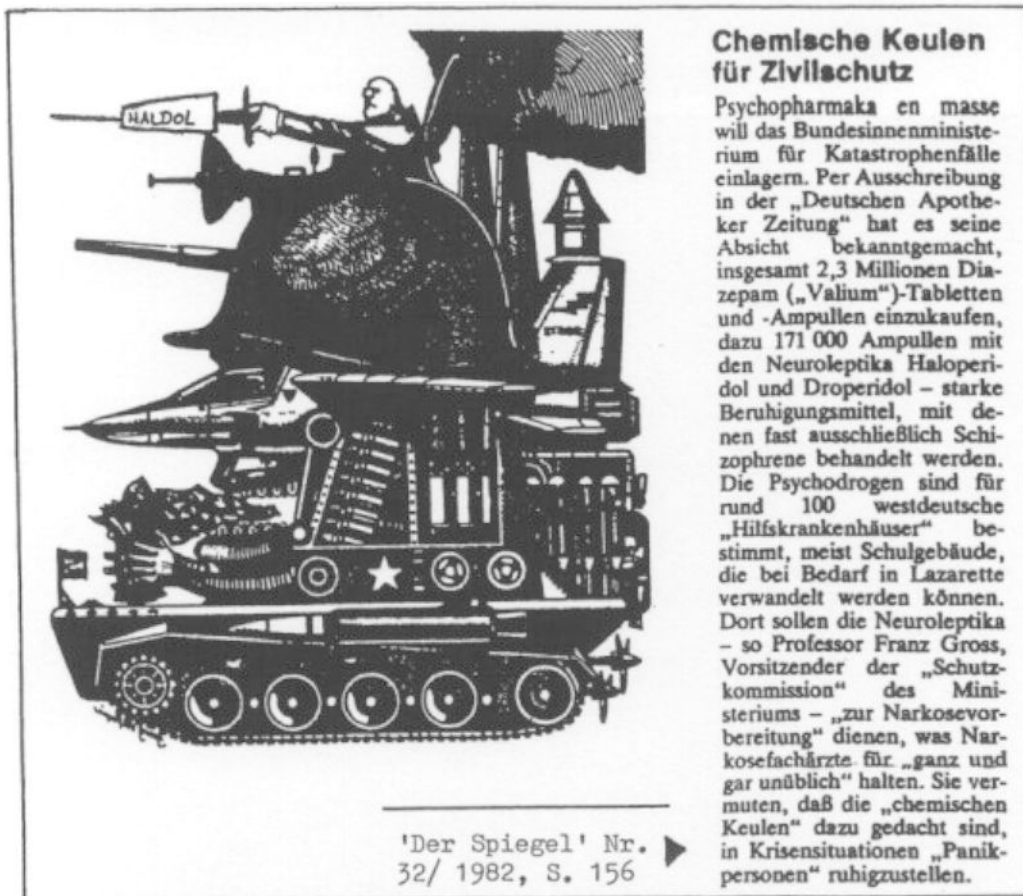 HALDOL
Chemische Keulen
für Zivilschutz
Psychopharmaka en masse
will das Bundesinnenministe-
rium für Katastrophenfälle
einlagern. Per Ausschreibung
in der „Deutschen Apothe-
ker Zeitung“ hat es seine
Absicht bekanntgemacht,
insgesamt 2,3 Millionen Dia-
zepam („Valium“)-Tabletten
und -Ampullen einzukaufen,
dazu 171 000 Ampullen mit
den Neuroleptika Haloperi-
dol und Droperidol – starke
Beruhigungsmittel, mit de-
nen fast ausschließlich Schi-
zophrene behandelt werden.
Die Psychodrogen sind für
rund 100 westdeutsche
„Hilfskrankenhäuser“ be-
stimmt, meist Schulgebäude,
die bei Bedarf in Lazarette
verwandelt werden können.
Dort sollen die Neuroleptika
– so Professor Franz Gross,
Vorsitzender der „Schutz-
kommission“ des Mini-
steriums – „zur Narkosevor-
bereitung“ dienen, was Nar-
kosefachärzte für „ganz und
gar unüblich“ halten. Sie ver-
muten, daß die „chemischen
Keulen“ dazu gedacht sind,
in Krisensituationen „Panik-
personen“ ruhigzustellen.
'Der Spiegel' Nr.
32/ 1982, S. 156